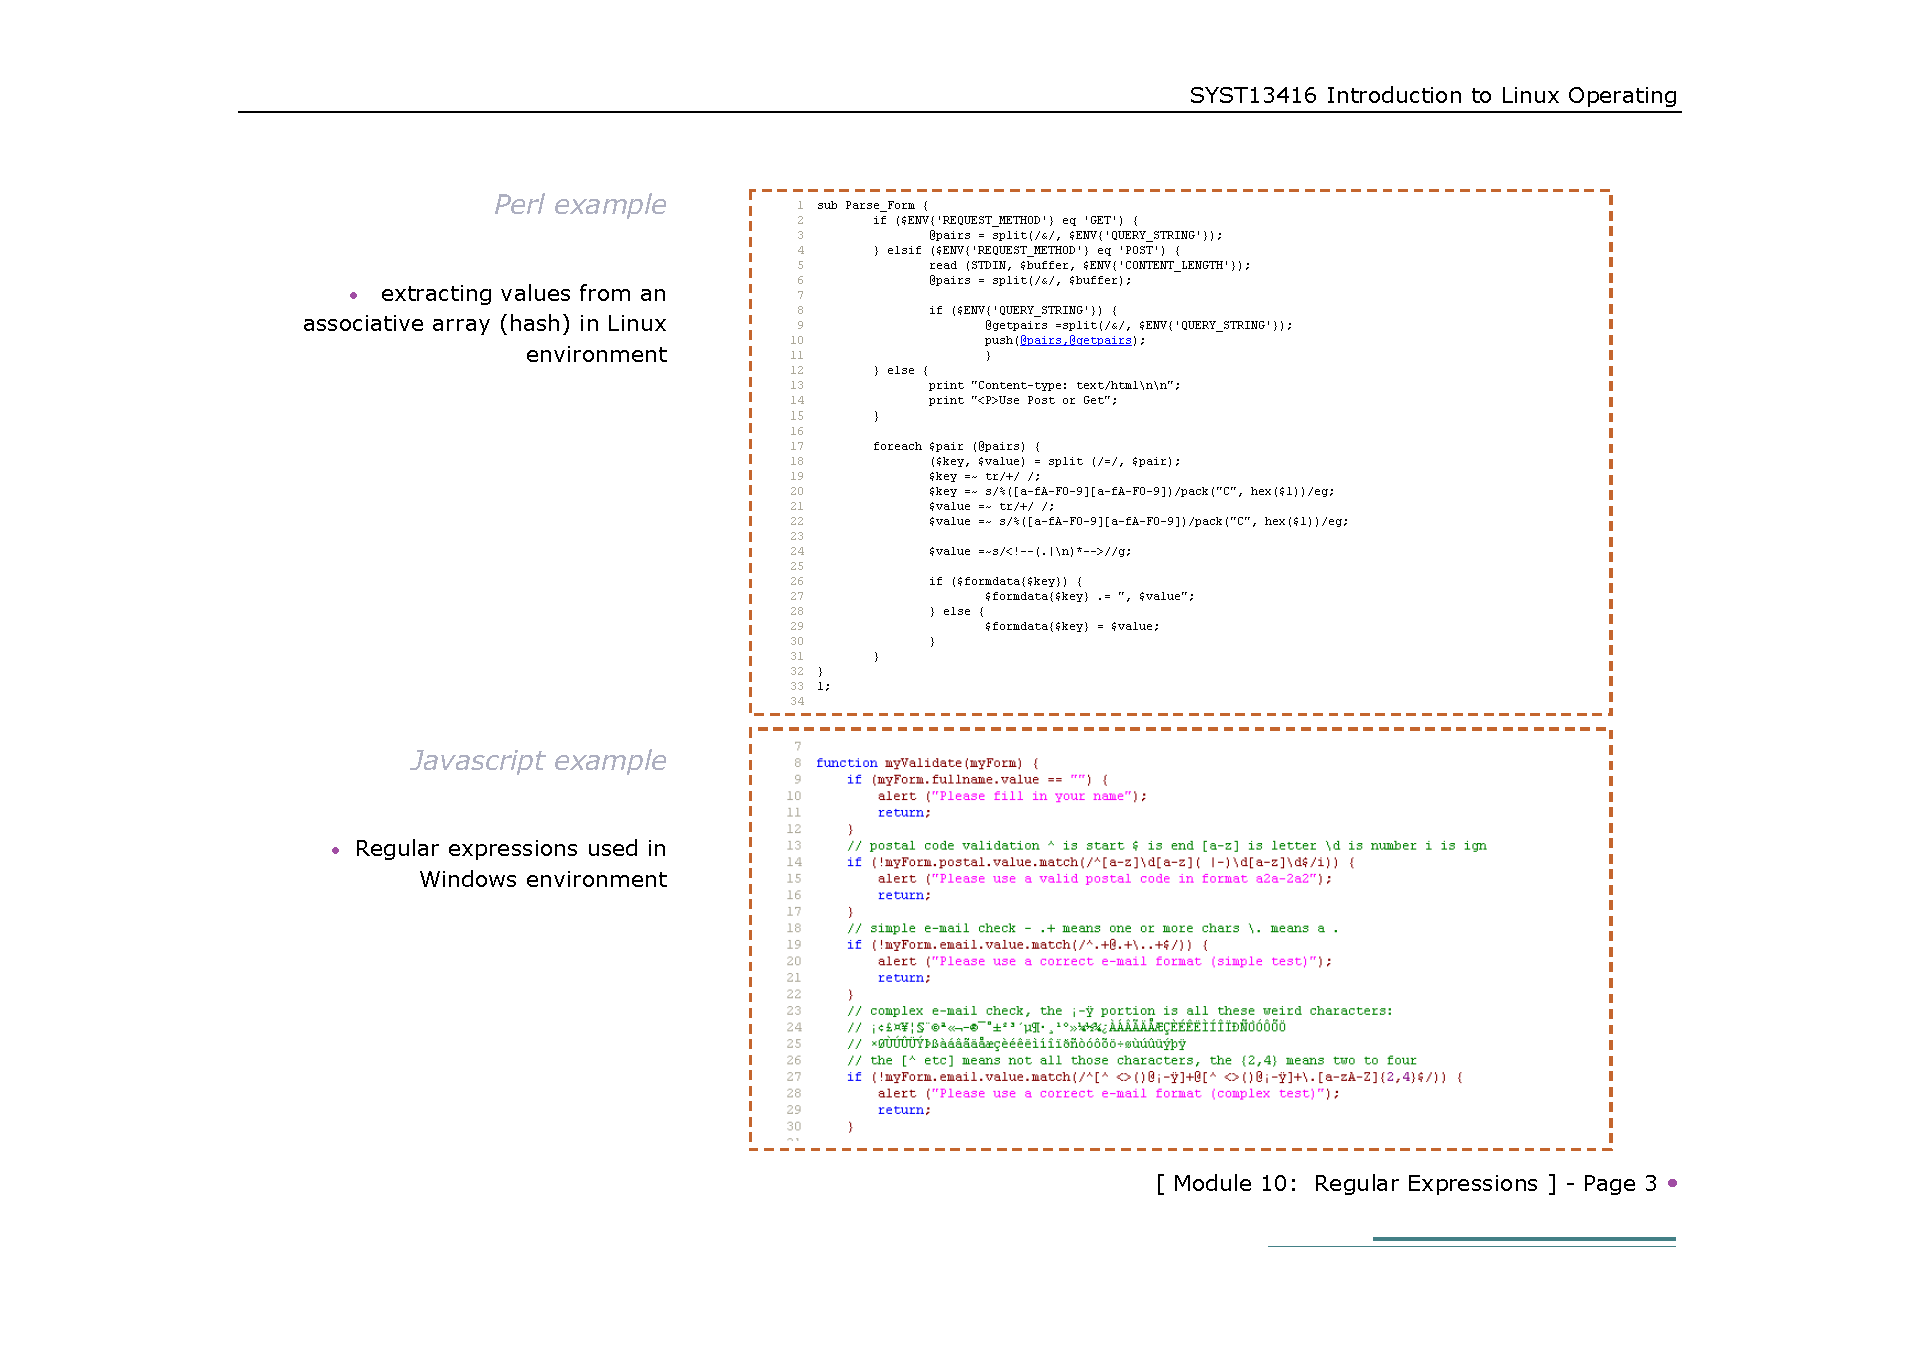 SYST13416 Introduction to Linux Operating
Perl example
• extracting values from an
associative array (hash) in Linux
environment
1 sub Parse_Form {
2 if ($ENV{'REQUEST_METHOD'} eq 'GET') {
3 @pairs = split(/&/, $ENV{'QUERY_STRING'});
4 } elsif ($ENV{'REQUEST_METHOD'} eq 'POST') {
5 read (STDIN, $buffer, $ENV{'CONTENT_LENGTH'});
6 @pairs = split(/&/, $buffer);
7
8 if ($ENV{'QUERY_STRING'}) {
9 @getpairs =split(/&/, $ENV{'QUERY_STRING'});
10 push(@pairs,@getpairs);
11 }
12 } else {
13 print "Content-type: text/html\n\n";
14 print "<P>Use Post or Get";
15 }
16
17 foreach $pair (@pairs) {
18 ($key, $value) = split (/=/, $pair);
19 $key =~ tr/+/ /;
20 $key =~ s/%([a-fA-F0-9][a-fA-F0-9])/pack("C", hex($1))/eg;
21 $value =~ tr/+/ /;
22 $value =~ s/%([a-fA-F0-9][a-fA-F0-9])/pack("C", hex($1))/eg;
23
24 $value =~s/<!--(.|\n)*-->//g;
25
26 if ($formdata{$key}) {
27 $formdata{$key} .= ", $value";
28 } else {
29 $formdata{$key} = $value;
30 }
31 }
32 }
33 1;
34
Javascript example
• Regular expressions used in
Windows environment
7
8 function myValidate(myForm) {
9 if (myForm.fullname.value == "") {
10 alert ("Please fill in your name");
11 return;
12 }
13 // postal code validation ^ is start $ is end [a-z] is letter \d is number i is ign
14 if (!myForm.postal.value.match(/^[a-z]\d[a-z]( |-)\d[a-z]\d$/i)) {
15 alert ("Please use a valid postal code in format a2a-2a2");
16 return;
17 }
18 // simple e-mail check - .+ means one or more chars \. means a .
19 if (!myForm.email.value.match(/^.+@.+\..+$/)) {
20 alert ("Please use a correct e-mail format (simple test)");
21 return;
22 }
23 // complex e-mail check, the ¡-ÿ portion is all these weird characters:
24 // ¡¢£¤¥¦§¨©ª«¬-®¯°±²³´µ¶·¸¹º»¼½¾¿ÀÁÂÃÄÅÆÇÈÉÊËÌÍÎÏÐÑÒÓÔÕÖ
25 // ×ØÙÚÛÜÝÞßàáâãäåæçèéêëìíîïðñòóôõö÷øùúûüýþÿ
26 // the [^ etc] means not all those characters, the {2,4} means two to four
27 if (!myForm.email.value.match(/^[^ <>()@¡-ÿ]+@[^ <>()@¡-ÿ]+\.[a-zA-Z]{2,4}$/)) {
28 alert ("Please use a correct e-mail format (complex test)");
29 return;
30 }
[ Module 10: Regular Expressions ] - Page 3 •